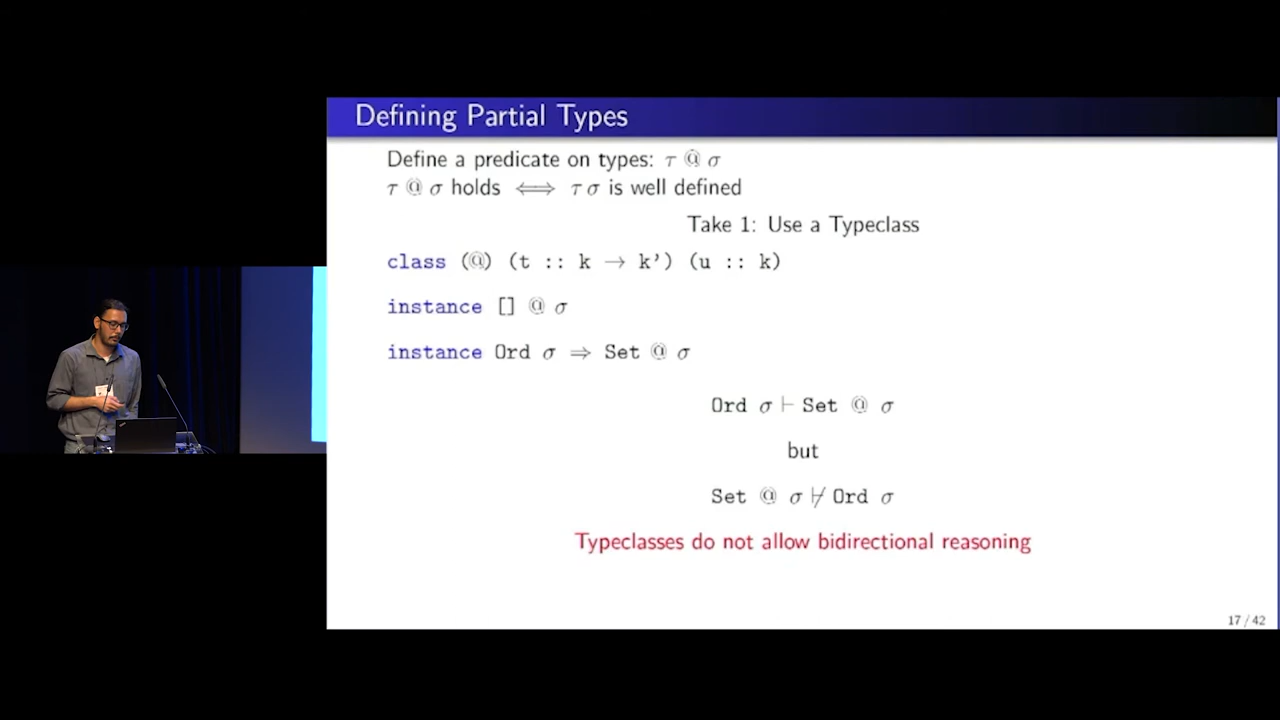 Defining Partial Types
Define a predicate on types: τ @ σ
τ @ σ holds ⟺ τ σ is well defined
Take 1: Use a Typeclass
class (@) (t :: k → k') (u :: k)
instance [] @ σ
instance Ord σ ⇒ Set @ σ
Ord σ ⊢ Set @ σ
but
Set @ σ ⊬ Ord σ
Typeclasses do not allow bidirectional reasoning
17 / 42